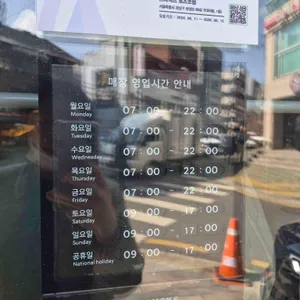 매장 영업시간 안내
월요일 07 : 00 - 22 : 00
Monday
화요일 07 : 00 - 22 : 00
Tuesday
수요일 07 : 00 - 22 : 00
Wednesday
목요일 07 : 00 - 22 : 00
Thursday
금요일 07 : 00 - 22 : 00
Friday
토요일 09 : 00 - 17 : 00
Saturday
일요일 09 : 00 - 17 : 00
Sunday
공휴일 09 : 00 - 17 : 00
National holiday